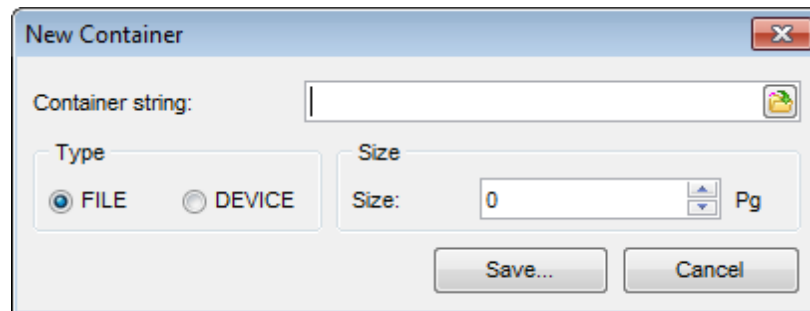 New Container
Container string:
Type
Size
FILE DEVICE Size: 0 Pg
Save... Cancel